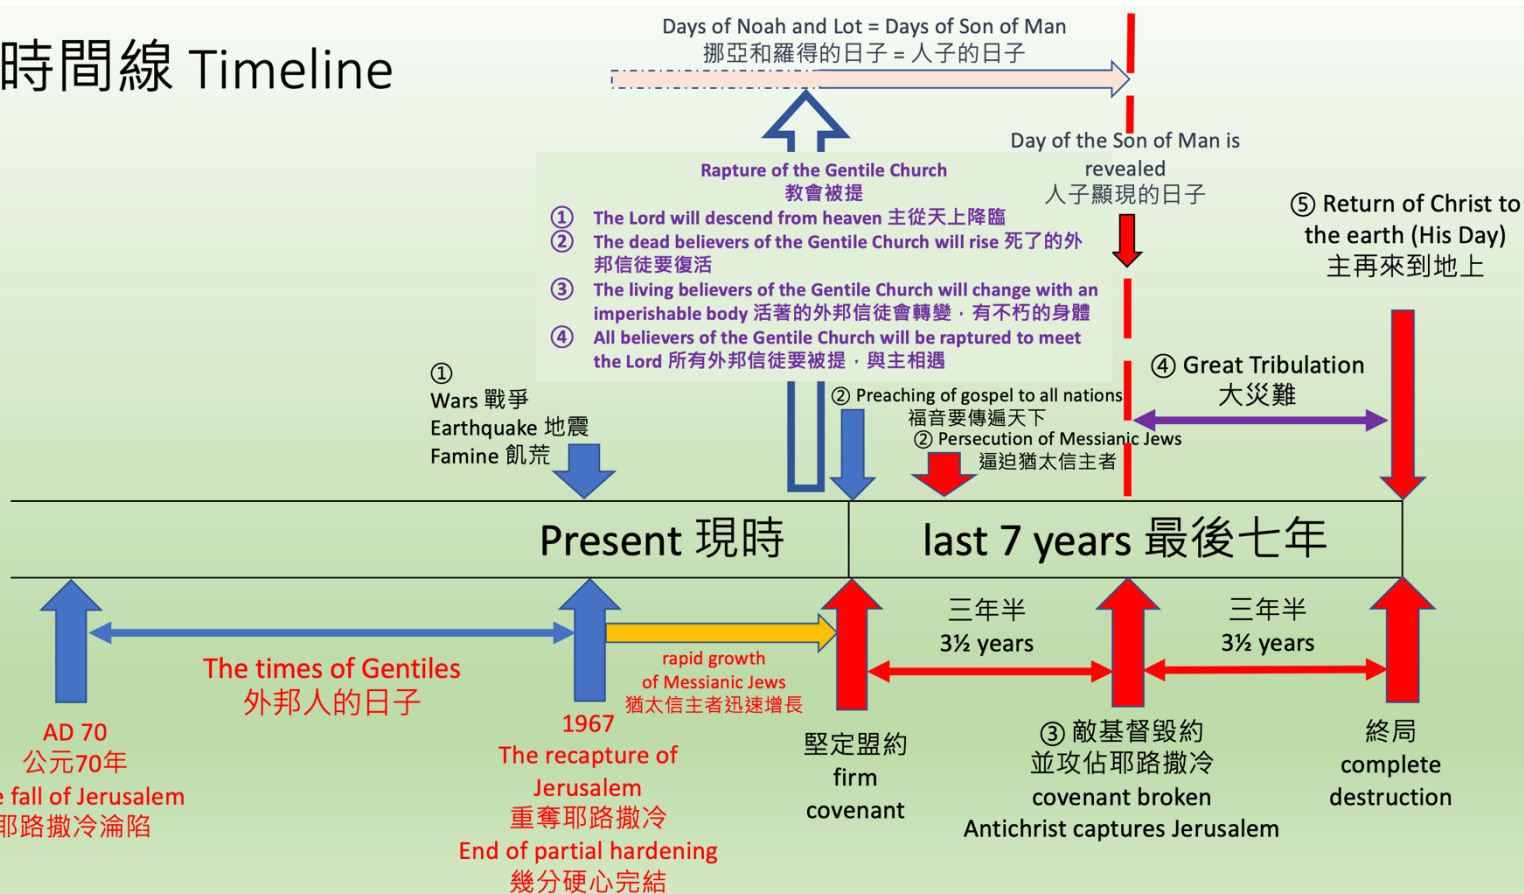 時間線 Timeline
Days of Noah and Lot = Days of Son of Man
挪亞和羅得的日子 = 人子的日子
Day of the Son of Man is
revealed
人子顯現的日子
Rapture of the Gentile Church
教會被提
① The Lord will descend from heaven 主從天上降臨
② The dead believers of the Gentile Church will rise 死了的外
邦信徒要復活
③ The living believers of the Gentile Church will change with an
imperishable body 活著的外邦信徒會轉變，有不朽的身體
④ All believers of the Gentile Church will be raptured to meet
the Lord 所有外邦信徒要被提，與主相遇
⑤ Return of Christ to
the earth (His Day)
主再來到地上
①
Wars 戰爭
Earthquake 地震
Famine 飢荒
② Preaching of gospel to all nations
福音要傳遍天下
② Persecution of Messianic Jews
逼迫猶太信主者
④ Great Tribulation
大災難
Present 現時
last 7 years 最後七年
The times of Gentiles
外邦人的日子
rapid growth
of Messianic Jews
猶太信主者迅速增長
三年半
3½ years
三年半
3½ years
AD 70
公元70年
e fall of Jerusalem
耶路撒冷淪陷
1967
The recapture of
Jerusalem
重奪耶路撒冷
End of partial hardening
幾分硬心完結
堅定盟約
firm
covenant
③ 敵基督毀約
並攻佔耶路撒冷
covenant broken
Antichrist captures Jerusalem
終局
complete
destruction